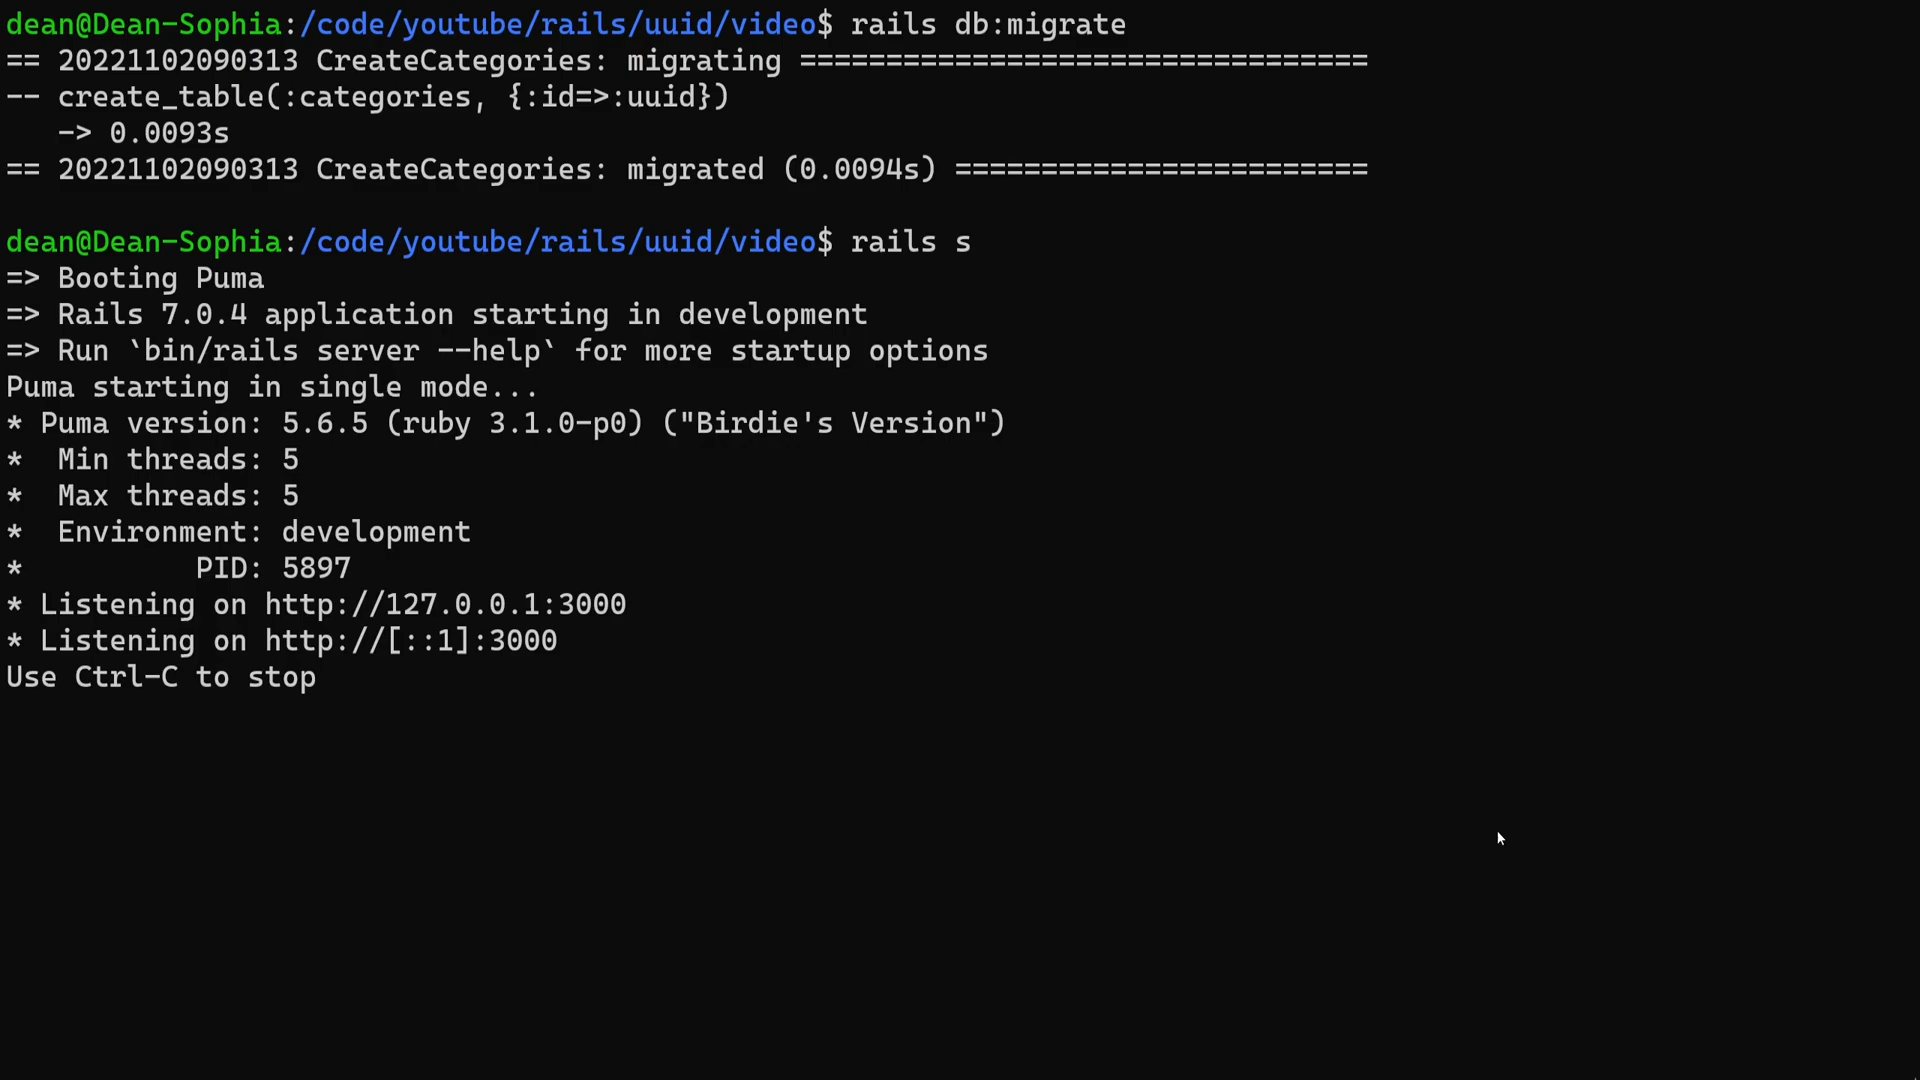 dean@Dean-Sophia:/code/youtube/rails/uuid/video$ rails db:migrate
== 20221102090313 CreateCategories: migrating =================================
-- create_table(:categories, {:id=>:uuid})
   -> 0.0093s
== 20221102090313 CreateCategories: migrated (0.0094s) ========================

dean@Dean-Sophia:/code/youtube/rails/uuid/video$ rails s
=> Booting Puma
=> Rails 7.0.4 application starting in development
=> Run `bin/rails server --help` for more startup options
Puma starting in single mode...
* Puma version: 5.6.5 (ruby 3.1.0-p0) ("Birdie's Version")
*  Min threads: 5
*  Max threads: 5
*  Environment: development
*          PID: 5897
* Listening on http://127.0.0.1:3000
* Listening on http://[::1]:3000
Use Ctrl-C to stop